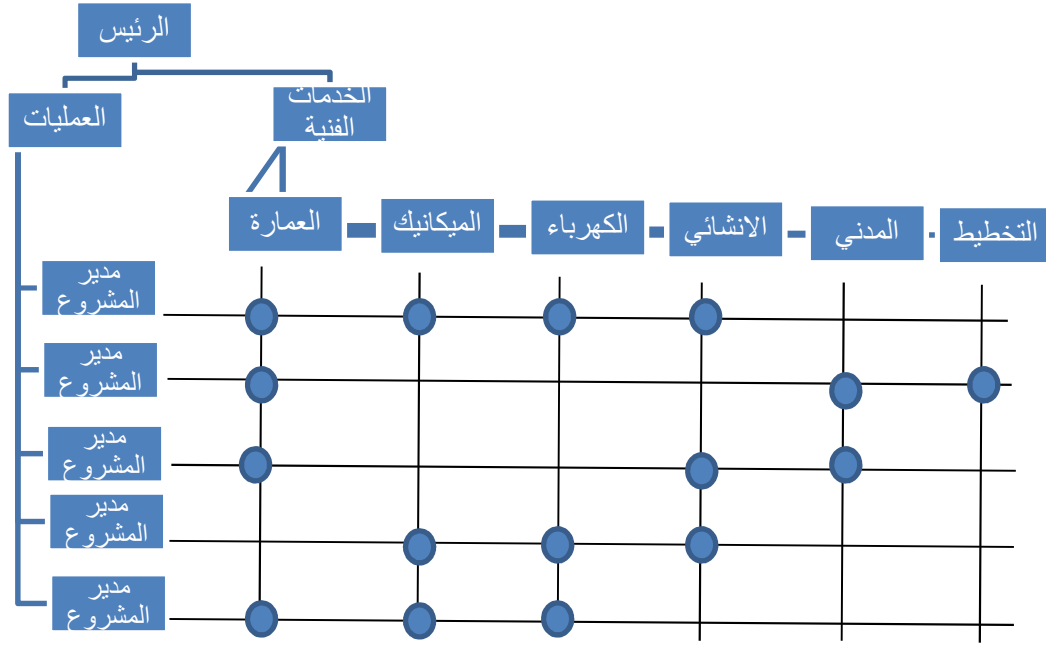 الرئيس
العمليات
الخدمات
الفنية
العمارة
الميكانيك
الكهرباء
الانشائي
المدني
التخطيط
مدير
المشروع
مدير
المشروع
مدير
المشروع
مدير
المشروع
مدير
المشروع